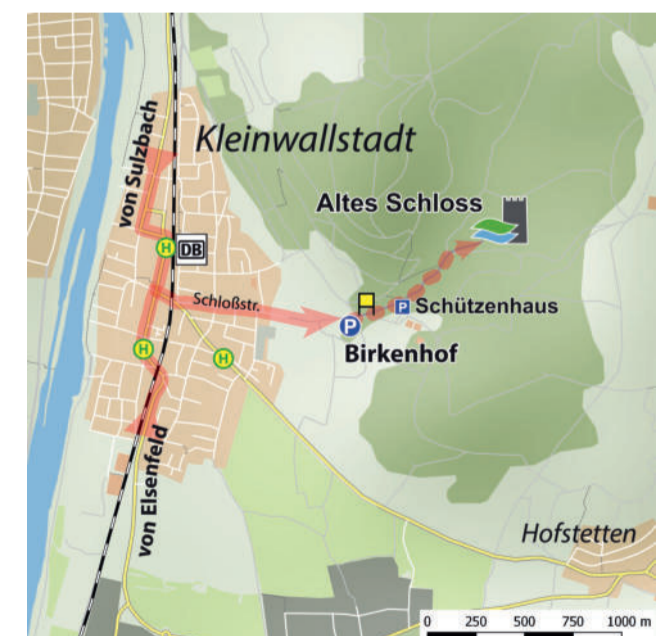 von Sulzbach
Kleinwallstadt
Altes Schloss
H
DB
Schloßstr.
P
Schützenhaus
P
Birkenhof
H
H
von Elsenfeld
Hofstetten
0 250 500 750 1000 m